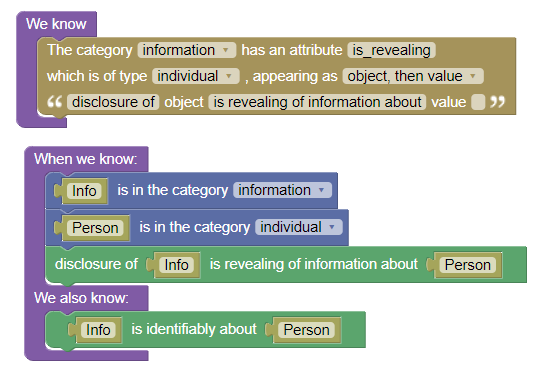 We know
The category information ▾ has an attribute is_revealing
which is of type individual ▾ , appearing as object, then value ▾
“ disclosure of object is revealing of information about value ”
When we know:
Info is in the category information ▾
Person is in the category individual ▾
disclosure of Info is revealing of information about Person
We also know:
Info is identifiably about Person